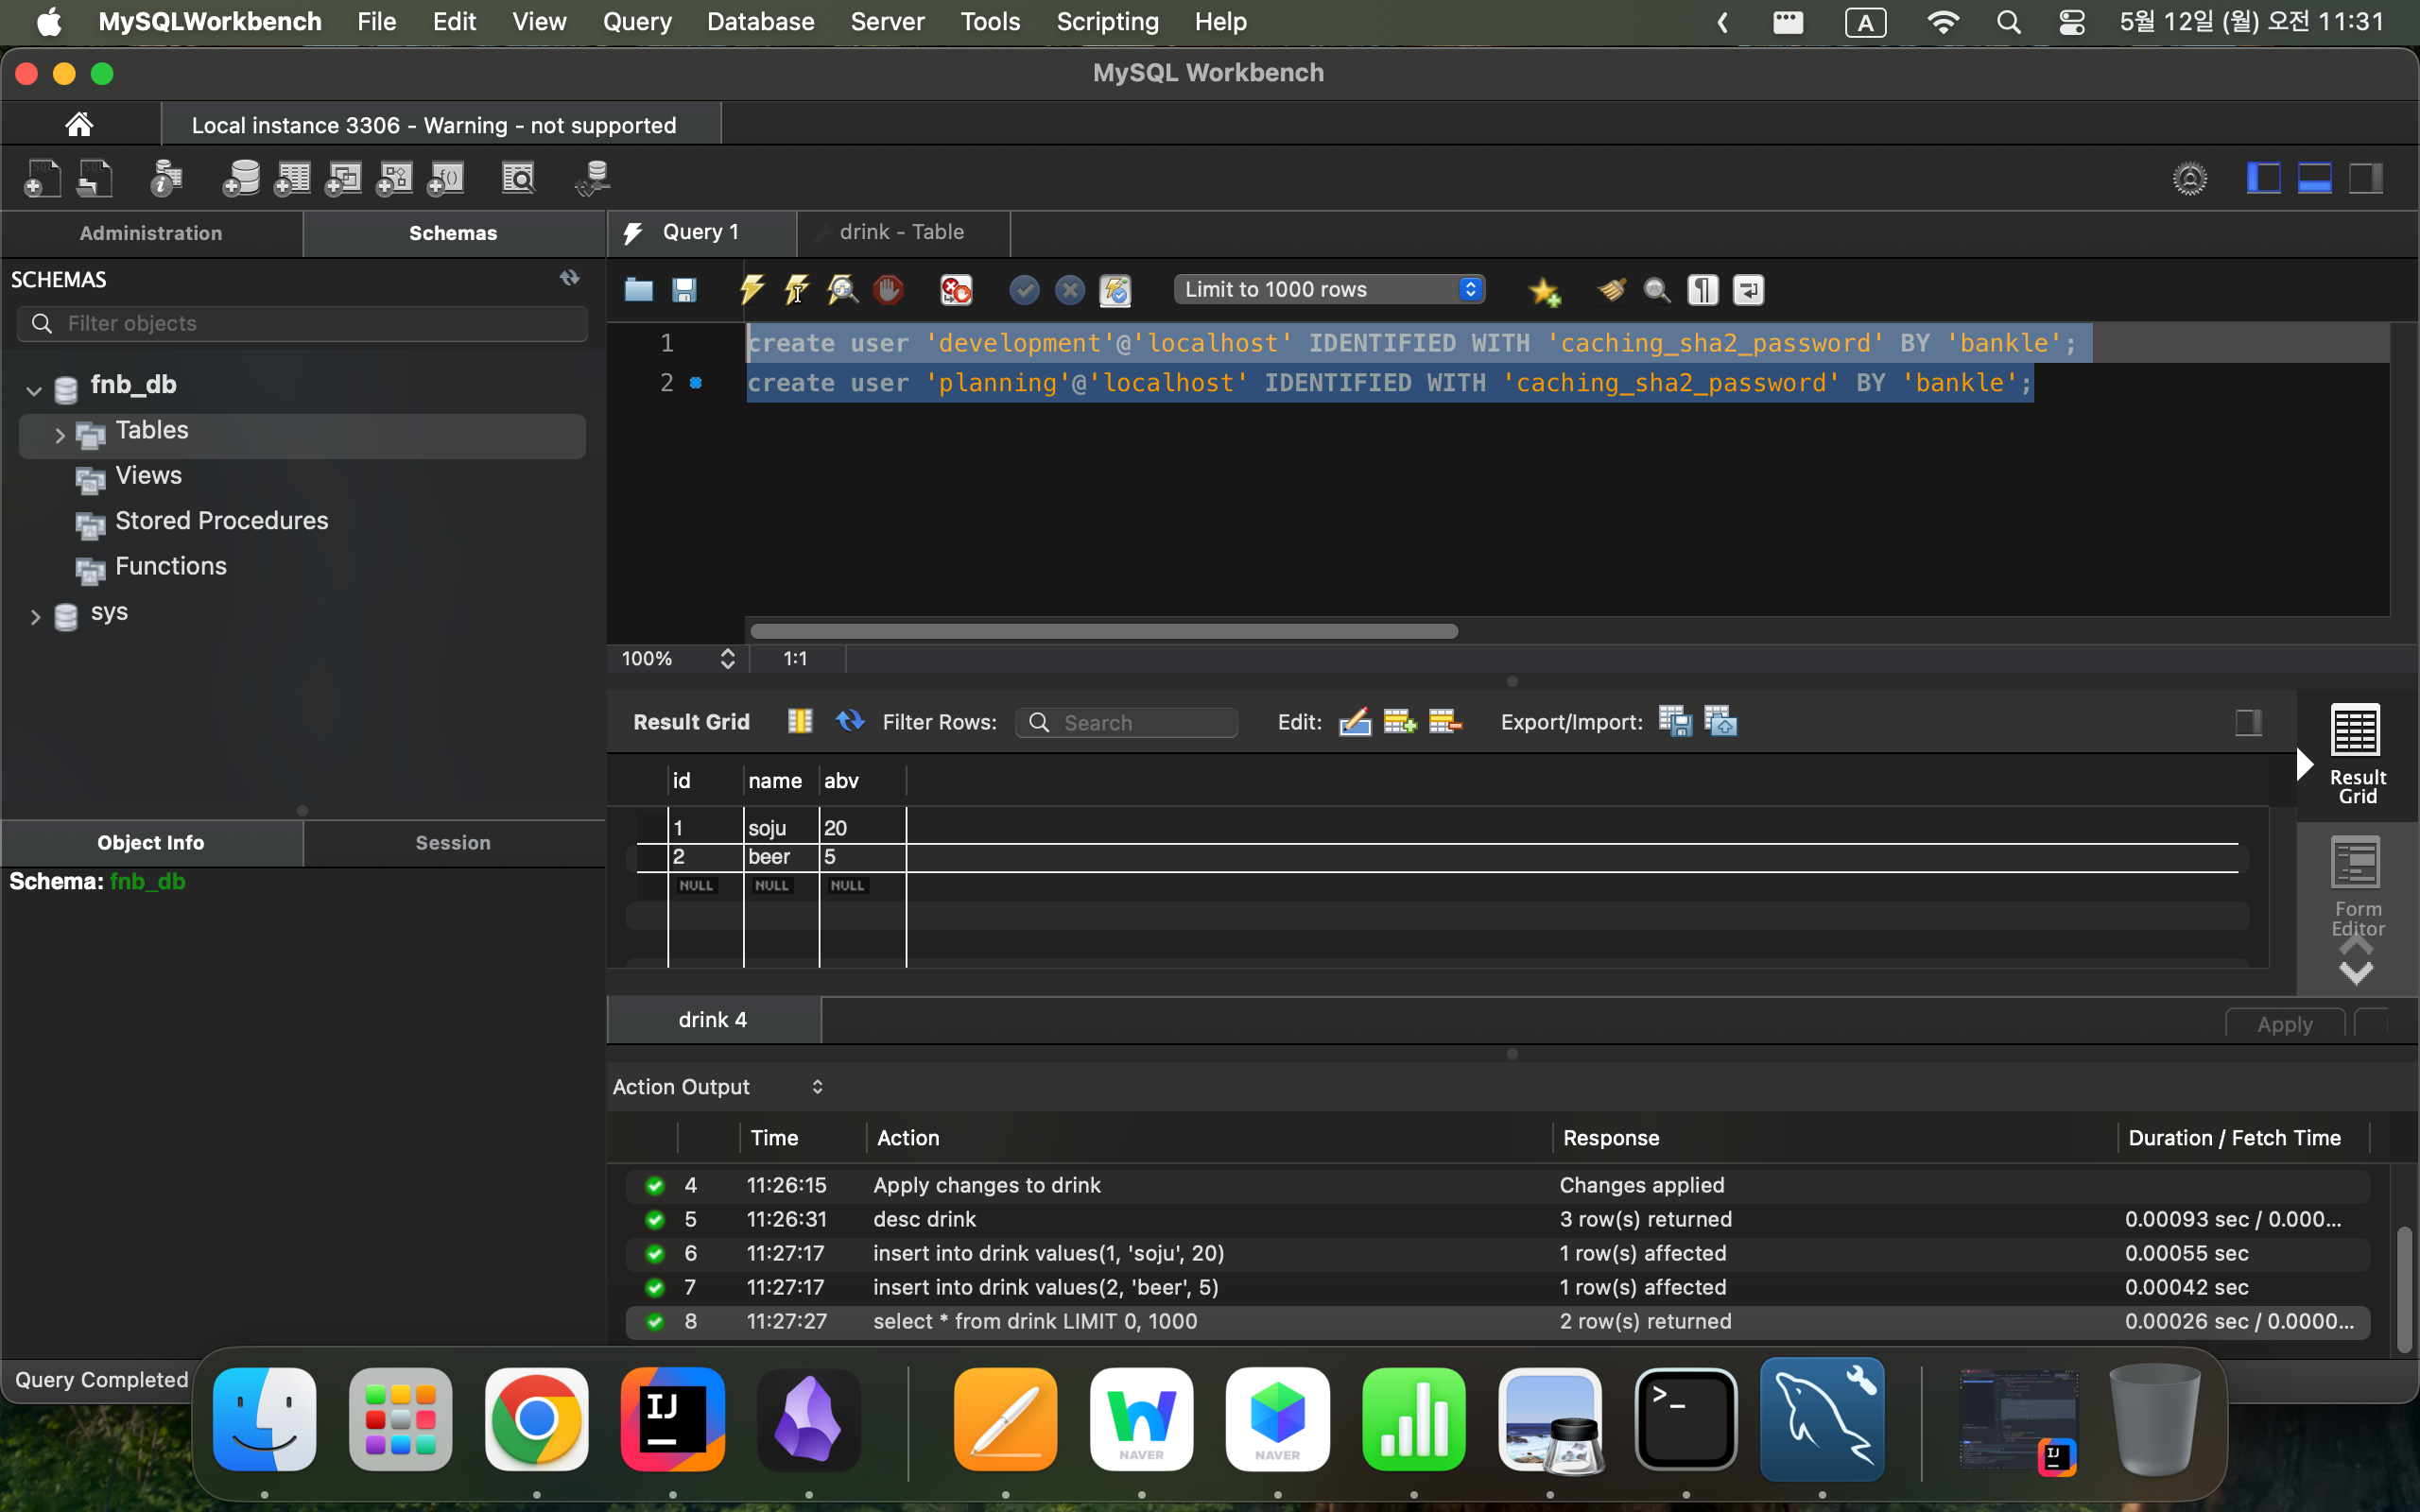 MySQLWorkbench File Edit View Query Database Server Tools Scripting Help A 5월 12일 (월) 오전 11:31
MySQL Workbench
Local instance 3306 - Warning - not supported
Administration Schemas
Query 1 drink - Table
SCHEMAS
Filter objects
Limit to 1000 rows
1 create user 'development'@'localhost' IDENTIFIED WITH 'caching_sha2_password' BY 'bankle';
2 create user 'planning'@'localhost' IDENTIFIED WITH 'caching_sha2_password' BY 'bankle';
fnb_db
Tables
Views
Stored Procedures
Functions
sys
100% 1:1
Result Grid Filter Rows: Search Edit: Export/Import:
Result
Grid
Form
Editor
id name abv
1 soju 20
2 beer 5
NULL NULL NULL
Object Info Session
Schema: fnb_db
drink 4
Apply
Action Output
Time Action Response Duration / Fetch Time
4 11:26:15 Apply changes to drink Changes applied
5 11:26:31 desc drink 3 row(s) returned 0.00093 sec / 0.000...
6 11:27:17 insert into drink values(1, 'soju', 20) 1 row(s) affected 0.00055 sec
7 11:27:17 insert into drink values(2, 'beer', 5) 1 row(s) affected 0.00042 sec
8 11:27:27 select * from drink LIMIT 0, 1000 2 row(s) returned 0.00026 sec / 0.0000...
Query Completed
IJ
NAVER
NAVER
>_
IJ